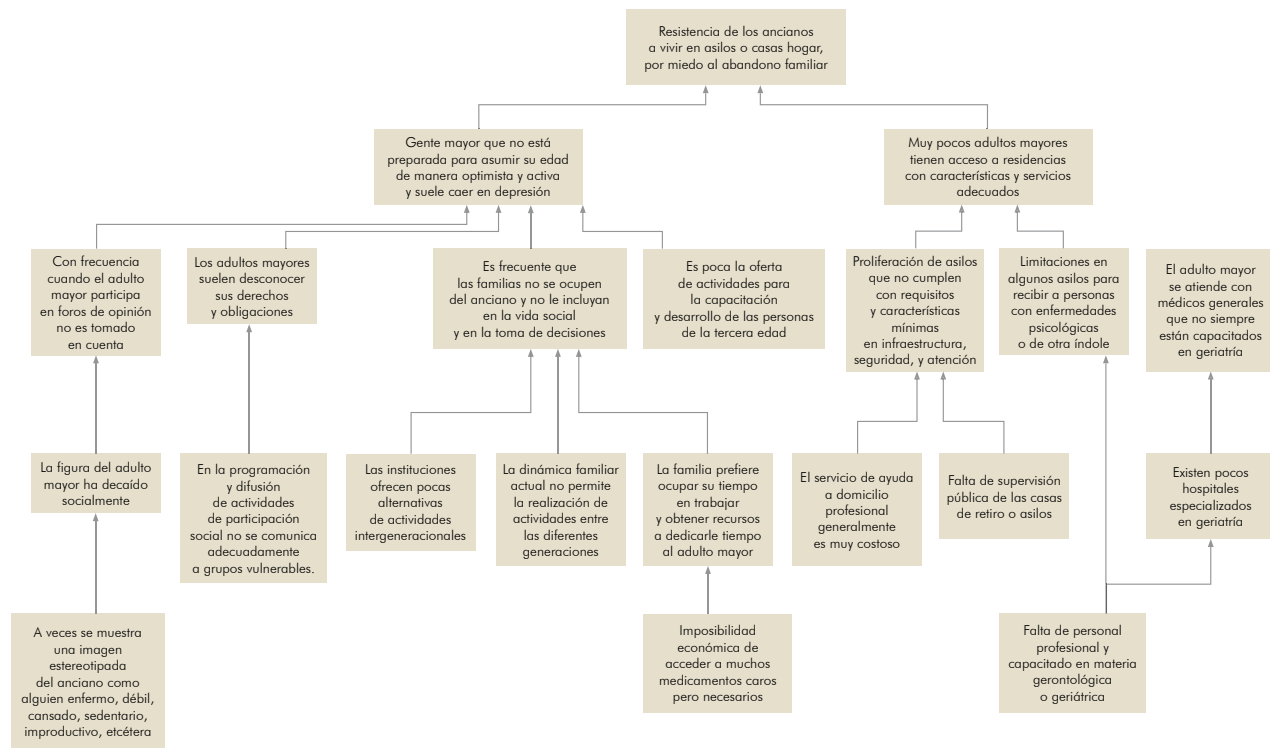 Resistencia de los ancianos
a vivir en asilos o casas hogar,
por miedo al abandono familiar
Gente mayor que no está
preparada para asumir su edad
de manera optimista y activa
y suele caer en depresión
Muy pocos adultos mayores
tienen acceso a residencias
con características y servicios
adecuados
Con frecuencia
cuando el adulto
mayor participa
en foros de opinión
no es tomado
en cuenta
Los adultos mayores
suelen desconocer
sus derechos
y obligaciones
Es frecuente que
las familias no se ocupen
del anciano y no le incluyan
en la vida social
y en la toma de decisiones
Es poca la oferta
de actividades para
la capacitación
y desarrollo de las personas
de la tercera edad
Proliferación de asilos
que no cumplen
con requisitos
y características
mínimas
en infraestructura,
seguridad, y atención
Limitaciones en
algunos asilos para
recibir a personas
con enfermedades
psicológicas
o de otra índole
El adulto mayor
se atiende con
médicos generales
que no siempre
están capacitados
en geriatría
La figura del adulto
mayor ha decaído
socialmente
En la programación
y difusión
de actividades
de participación
social no se comunica
adecuadamente
a grupos vulnerables.
Las instituciones
ofrecen pocas
alternativas
de actividades
intergeneracionales
La dinámica familiar
actual no permite
la realización de
actividades entre
las diferentes
generaciones
La familia prefiere
ocupar su tiempo
en trabajar
y obtener recursos
a dedicarle tiempo
al adulto mayor
El servicio de ayuda
a domicilio
profesional
generalmente
es muy costoso
Falta de supervisión
pública de las casas
de retiro o asilos
Existen pocos
hospitales
especializados
en geriatría
A veces se muestra
una imagen
estereotipada
del anciano como
alguien enfermo, débil,
cansado, sedentario,
improductivo, etcétera
Imposibilidad
económica de
acceder a muchos
medicamentos caros
pero necesarios
Falta de personal
profesional y
capacitado en materia
gerontológica
o geriátrica